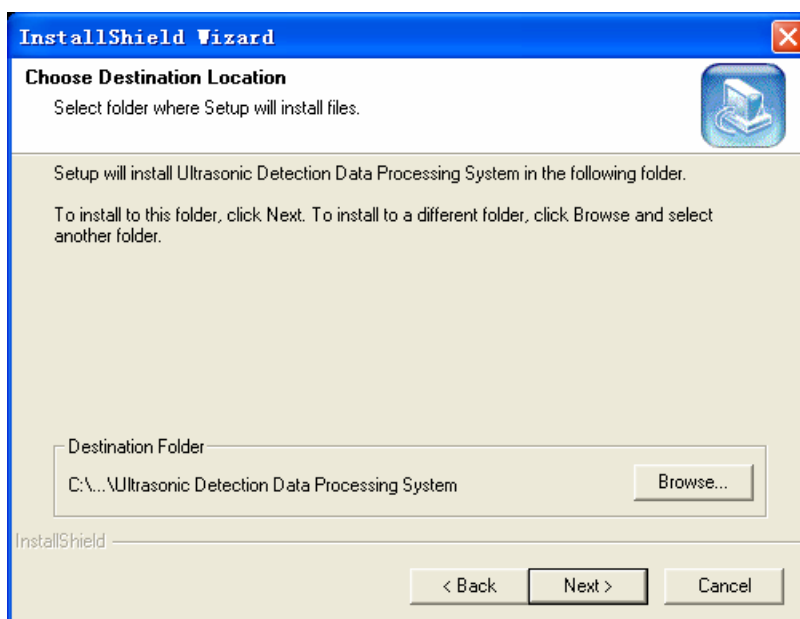 InstallShield Wizard
Choose Destination Location
Select folder where Setup will install files.
Setup will install Ultrasonic Detection Data Processing System in the following folder.
To install to this folder, click Next. To install to a different folder, click Browse and select
another folder.
Destination Folder
C:\...\Ultrasonic Detection Data Processing System
Browse...
InstallShield
< Back
Next >
Cancel